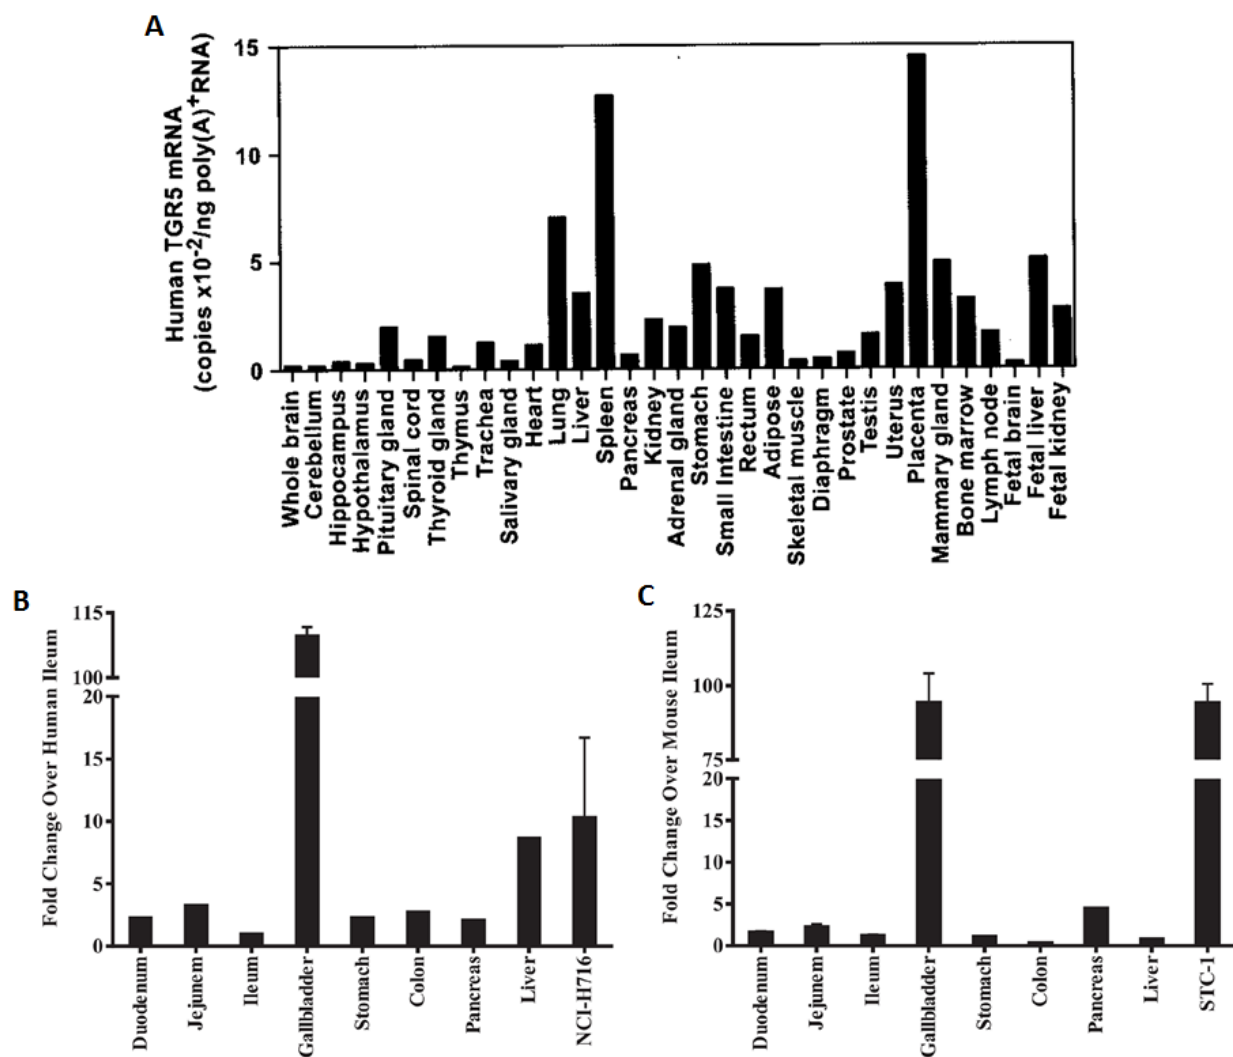 A
Human TGR5 mRNA
(copies x10-2/ng poly(A)+RNA)
15
10
5
0
Whole brain
Cerebellum
Hippocampus
Hypothalamus
Pituitary gland
Spinal cord
Thyroid gland
Thymus
Trachea
Salivary gland
Heart
Lung
Liver
Spleen
Pancreas
Kidney
Adrenal gland
Stomach
Small Intestine
Rectum
Adipose
Skeletal muscle
Diaphragm
Prostate
Testis
Uterus
Placenta
Mammary gland
Bone marrow
Lymph node
Fetal brain
Fetal liver
Fetal kidney
B
Fold Change Over Human Ileum
115
100
20
15
10
5
0
Duodenum
Jejunem
Ileum
Gallbladder
Stomach
Colon
Pancreas
Liver
NCI-H716
C
Fold Change Over Mouse Ileum
125
100
75
20
15
10
5
0
Duodenum
Jejunem
Ileum
Gallbladder
Stomach
Colon
Pancreas
Liver
STC-1